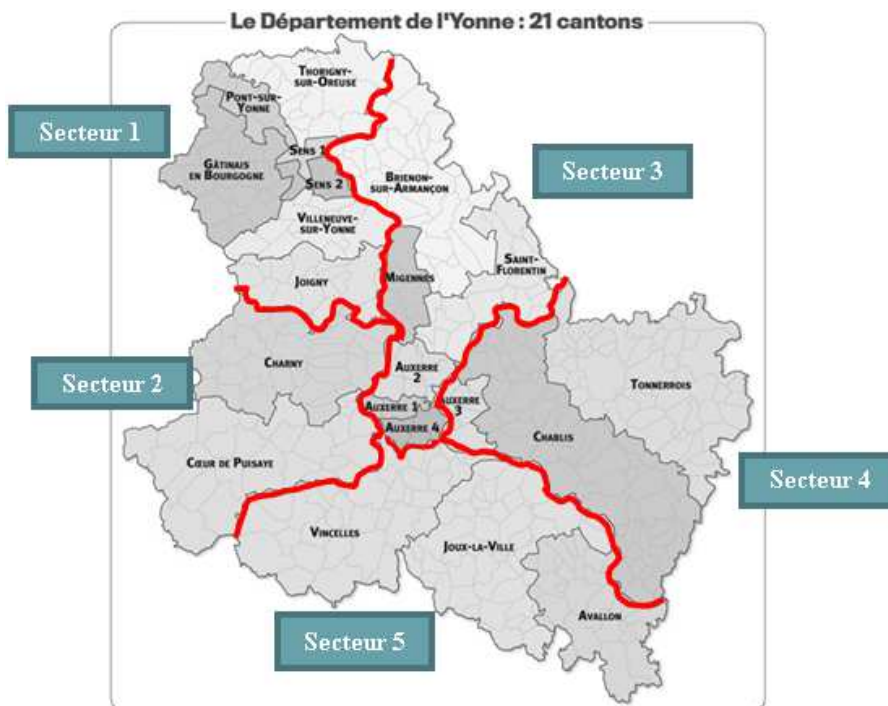 Le Département de l'Yonne : 21 cantons
THORIGNY-
SUR-OREUSE
PONT-SUR-
YONNE
Secteur 1
SENS 1
GÂTINAIS
EN BOURGOGNE
SENS 2
BRIENON-
SUR-ARMANÇON
Secteur 3
VILLENEUVE-
SUR-YONNE
SAINT-
FLORENTIN
JOIGNY
MIGENNES
CHARNY
AUXERRE
2
TONNERROIS
Secteur 2
AUXERRE 1
AUXERRE
3
AUXERRE 4
CHABLIS
CŒUR DE PUISAYE
Secteur 4
VINCELLES
JOUX-LA-VILLE
AVALLON
Secteur 5